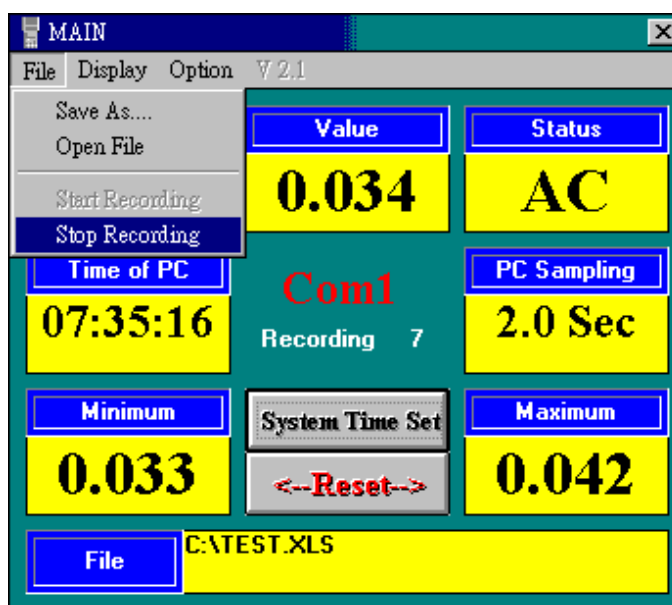 MAIN
File Display Option V 2.1
Save As....
Open File
Start Recording
Stop Recording
Value
0.034
Status
AC
Time of PC
07:35:16
Com1
Recording 7
PC Sampling
2.0 Sec
Minimum
0.033
System Time Set
<--Reset-->
Maximum
0.042
File
C:\TEST.XLS